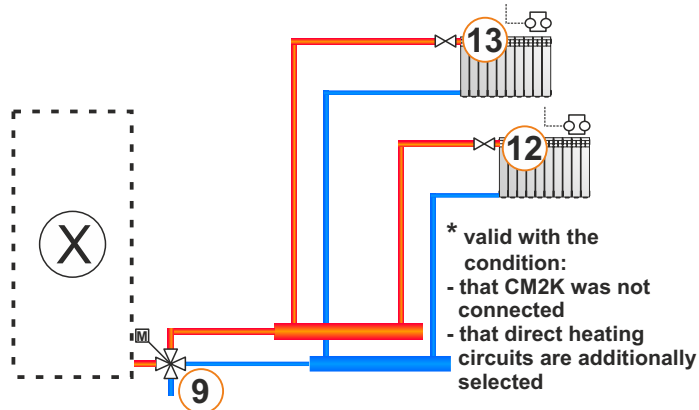 13
12
X
* valid with the
condition:
- that CM2K was not
connected
- that direct heating
circuits are additionally
selected
M
9